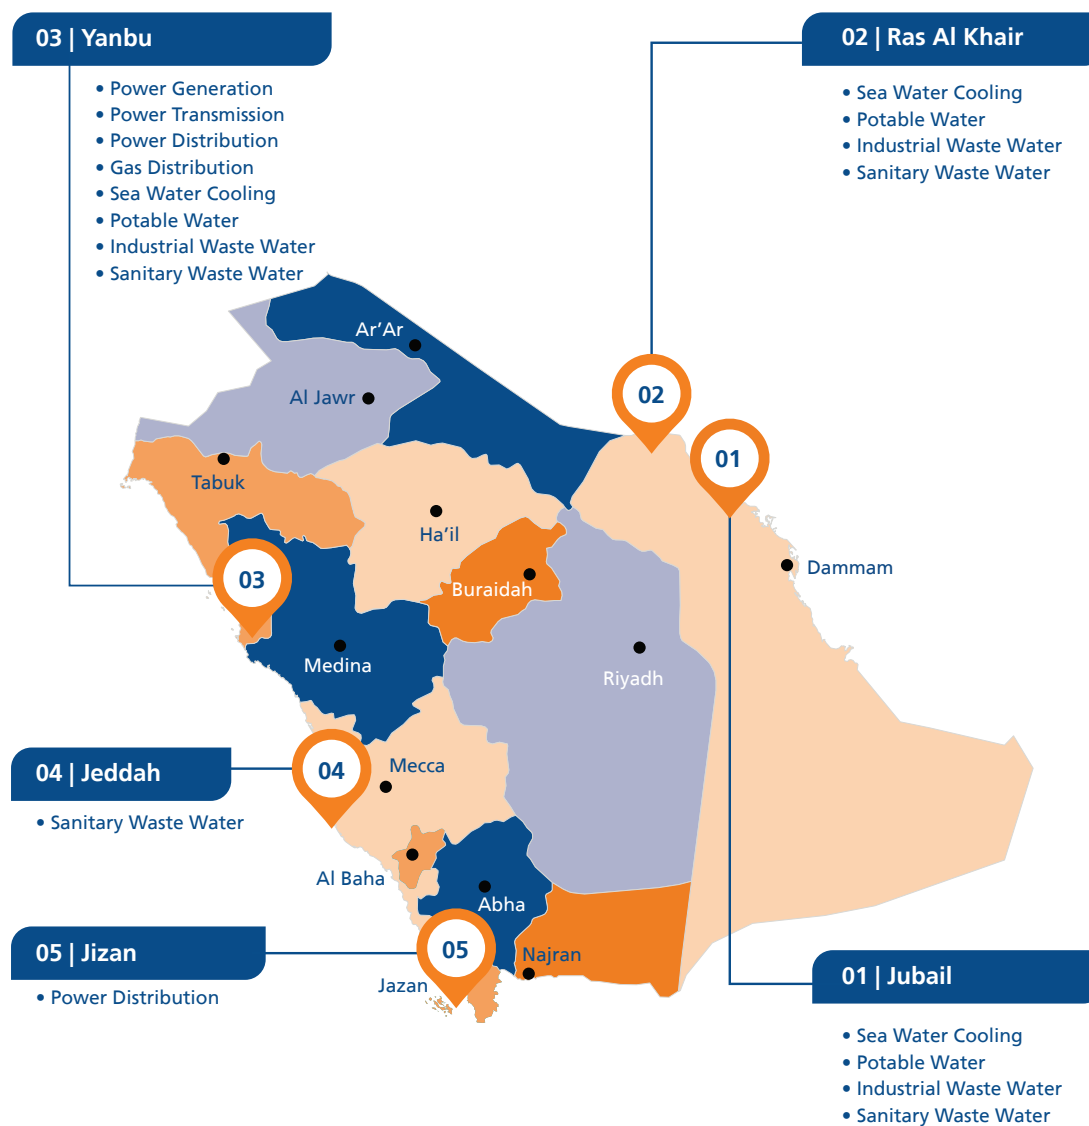 03 | Yanbu
• Power Generation
• Power Transmission
• Power Distribution
• Gas Distribution
• Sea Water Cooling
• Potable Water
• Industrial Waste Water
• Sanitary Waste Water
02 | Ras Al Khair
• Sea Water Cooling
• Potable Water
• Industrial Waste Water
• Sanitary Waste Water
Ar'Ar
Al Jawr
02
01
Tabuk
Ha'il
03
Buraidah
Dammam
Medina
Riyadh
04 | Jeddah
• Sanitary Waste Water
04
Mecca
Al Baha
Abha
05 | Jizan
• Power Distribution
05
Najran
Jazan
01 | Jubail
• Sea Water Cooling
• Potable Water
• Industrial Waste Water
• Sanitary Waste Water